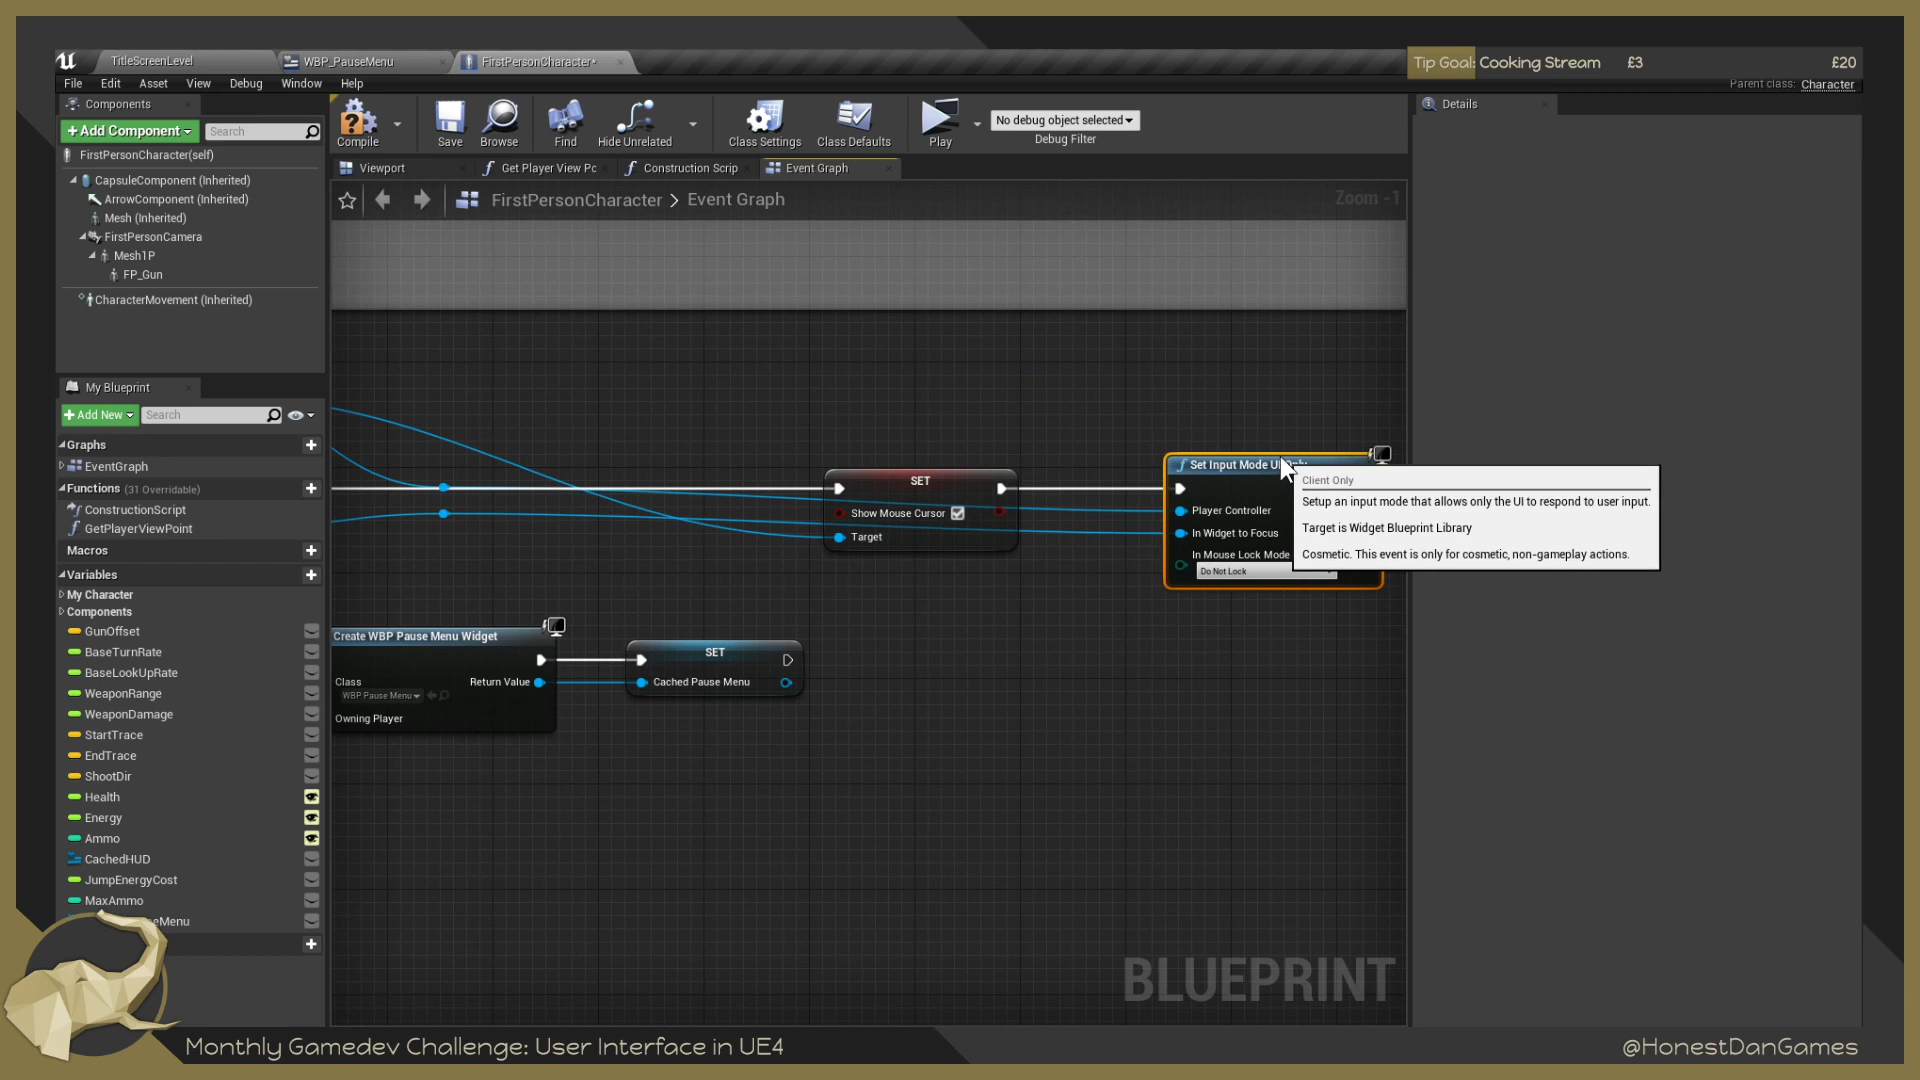 TitleScreenLevel
WBP_PauseMenu
FirstPersonCharacter*
Tip Goal: Cooking Stream £3 £20
File Edit Asset View Debug Window Help
Parent class: Character
Components
Details
+Add Component
Search
Compile
Save
Browse
Find
Hide Unrelated
Class Settings
Class Defaults
Play
No debug object selected
Debug Filter
FirstPersonCharacter(self)
Viewport
Get Player View Pc
Construction Scrip
Event Graph
CapsuleComponent (Inherited)
ArrowComponent (Inherited)
Mesh (Inherited)
FirstPersonCamera
Mesh1P
FP_Gun
CharacterMovement (Inherited)
FirstPersonCharacter > Event Graph
Zoom -1
My Blueprint
+Add New
Search
Graphs
EventGraph
Functions (31 Overridable)
ConstructionScript
GetPlayerViewPoint
Macros
Variables
My Character
Components
GunOffset
BaseTurnRate
BaseLookUpRate
WeaponRange
WeaponDamage
StartTrace
EndTrace
ShootDir
Health
Energy
Ammo
CachedHUD
JumpEnergyCost
MaxAmmo
eMenu
SET
Show Mouse Cursor
Target
Set Input Mode UI Only
Player Controller
In Widget to Focus
In Mouse Lock Mode
Do Not Lock
Client Only
Setup an input mode that allows only the UI to respond to user input.
Target is Widget Blueprint Library
Cosmetic. This event is only for cosmetic, non-gameplay actions.
Create WBP Pause Menu Widget
Class
WBP Pause Menu
Return Value
Owning Player
SET
Cached Pause Menu
BLUEPRINT
Monthly Gamedev Challenge: User Interface in UE4
@HonestDanGames